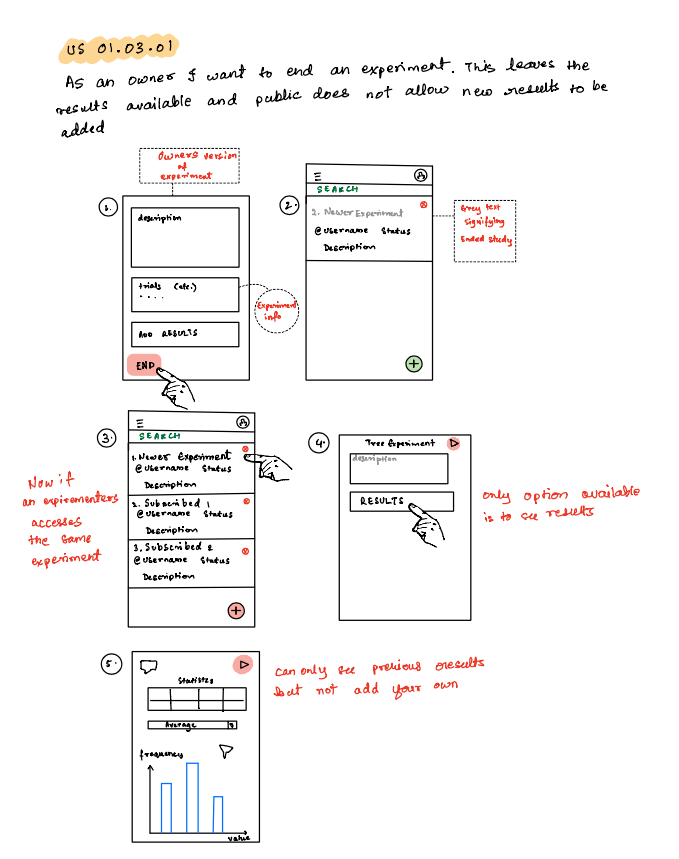 US 01.03.01
As an owner I want to end an experiment. This leaves the
results available and public does not allow new results to be
added
Owners version
of
experiment
1.
description
trials (etc.)
....
ADD RESULTS
END
Experiment
info
2.
SEARCH
2. Newer Experiment
@Username Status
Description
Grey text
signifying
Ended study
3.
SEARCH
1. Newer Experiment
@Username Status
Description
2. Subscribed 1
@Username Status
Description
3. Subscribed 2
@Username Status
Description
Now if
an expirementers
accesses
the same
experiment
4.
Tree Experiment
description
RESULTS
only option available
is to see results
5.
Average
frequency
value
can only see previous results
but not add your own